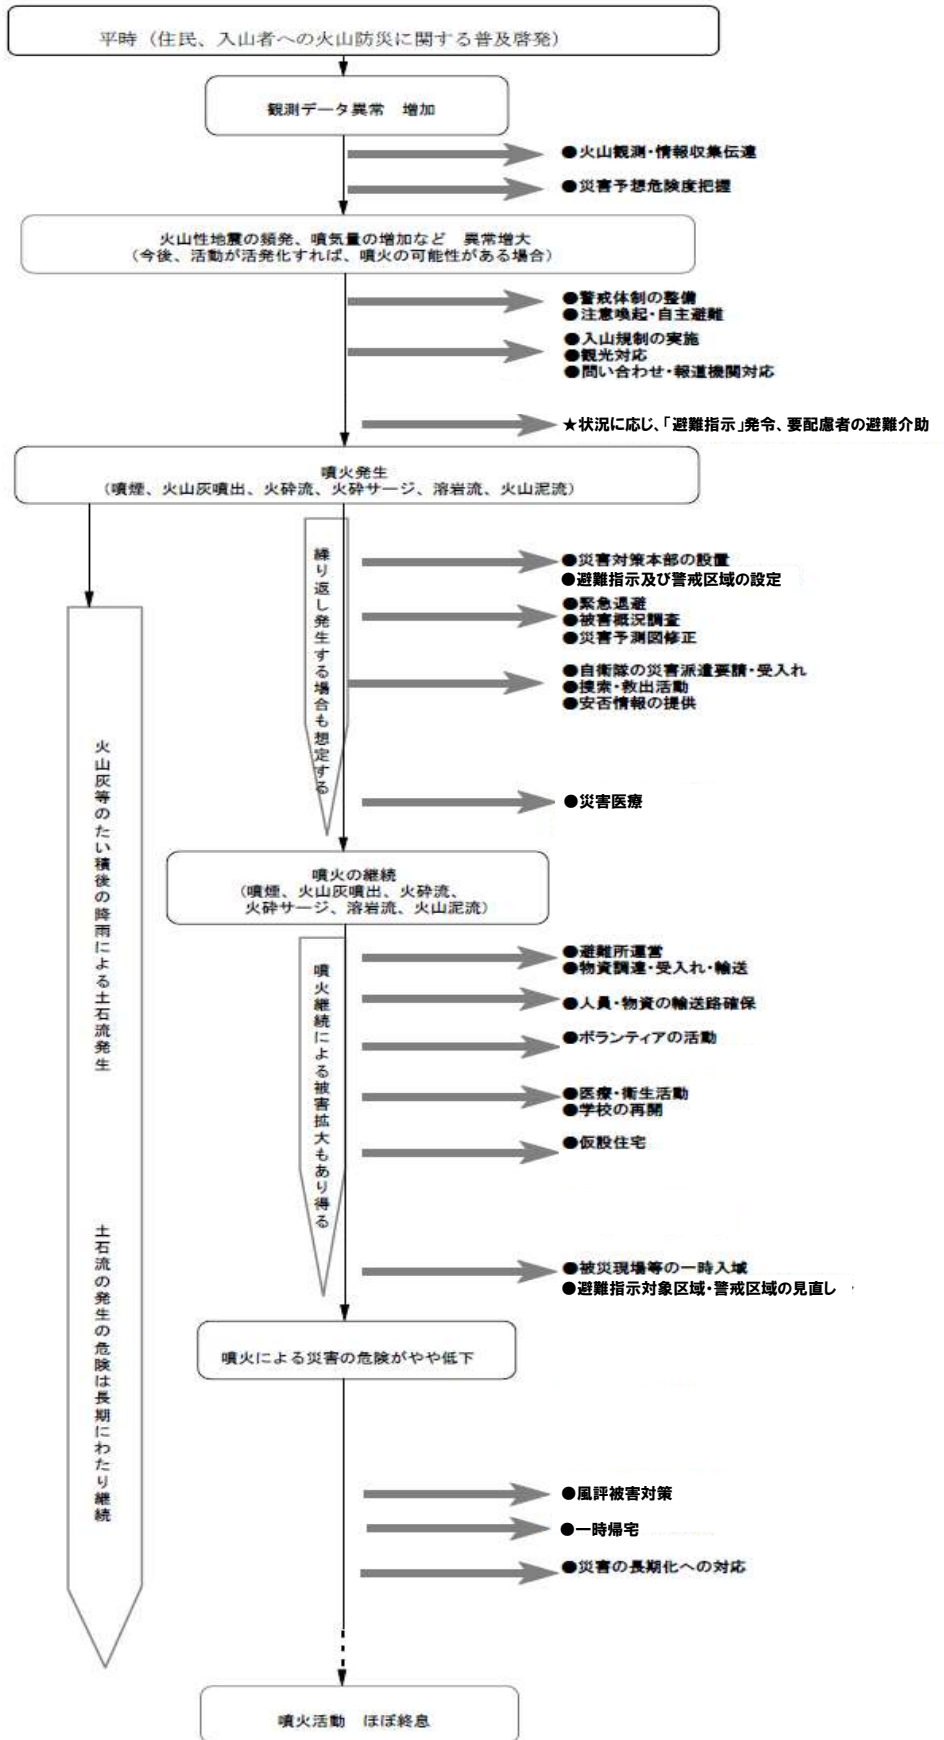 平時（住民、入山者への火山防災に関する普及啓発）
観測データ異常　増加
●火山観測・情報収集伝達
●災害予想危険度把握
火山性地震の頻発、噴気量の増加など　異常増大
（今後、活動が活発化すれば、噴火の可能性がある場合）
●警戒体制の整備
●注意喚起・自主避難
●入山規制の実施
●観光対応
●問い合わせ・報道機関対応
★状況に応じ、「避難指示」発令、要配慮者の避難介助
噴火発生
（噴煙、火山灰噴出、火砕流、火砕サージ、溶岩流、火山泥流）
繰り返し発生する場合も想定する
●災害対策本部の設置
●避難指示及び警戒区域の設定
●緊急退避
●被害概況調査
●災害予測図修正
●自衛隊の災害派遣要請・受入れ
●捜索・救出活動
●安否情報の提供
●災害医療
火山灰等のたい積後の降雨による土石流発生
土石流の発生の危険は長期にわたり継続
噴火の継続
（噴煙、火山灰噴出、火砕流、
火砕サージ、溶岩流、火山泥流）
噴火継続による被害拡大もあり得る
●避難所運営
●物資調達・受入れ・輸送
●人員・物資の輸送路確保
●ボランティアの活動
●医療・衛生活動
●学校の再開
●仮設住宅
●被災現場等の一時入域
●避難指示対象区域・警戒区域の見直し
噴火による災害の危険がやや低下
●風評被害対策
●一時帰宅
●災害の長期化への対応
噴火活動　ほぼ終息